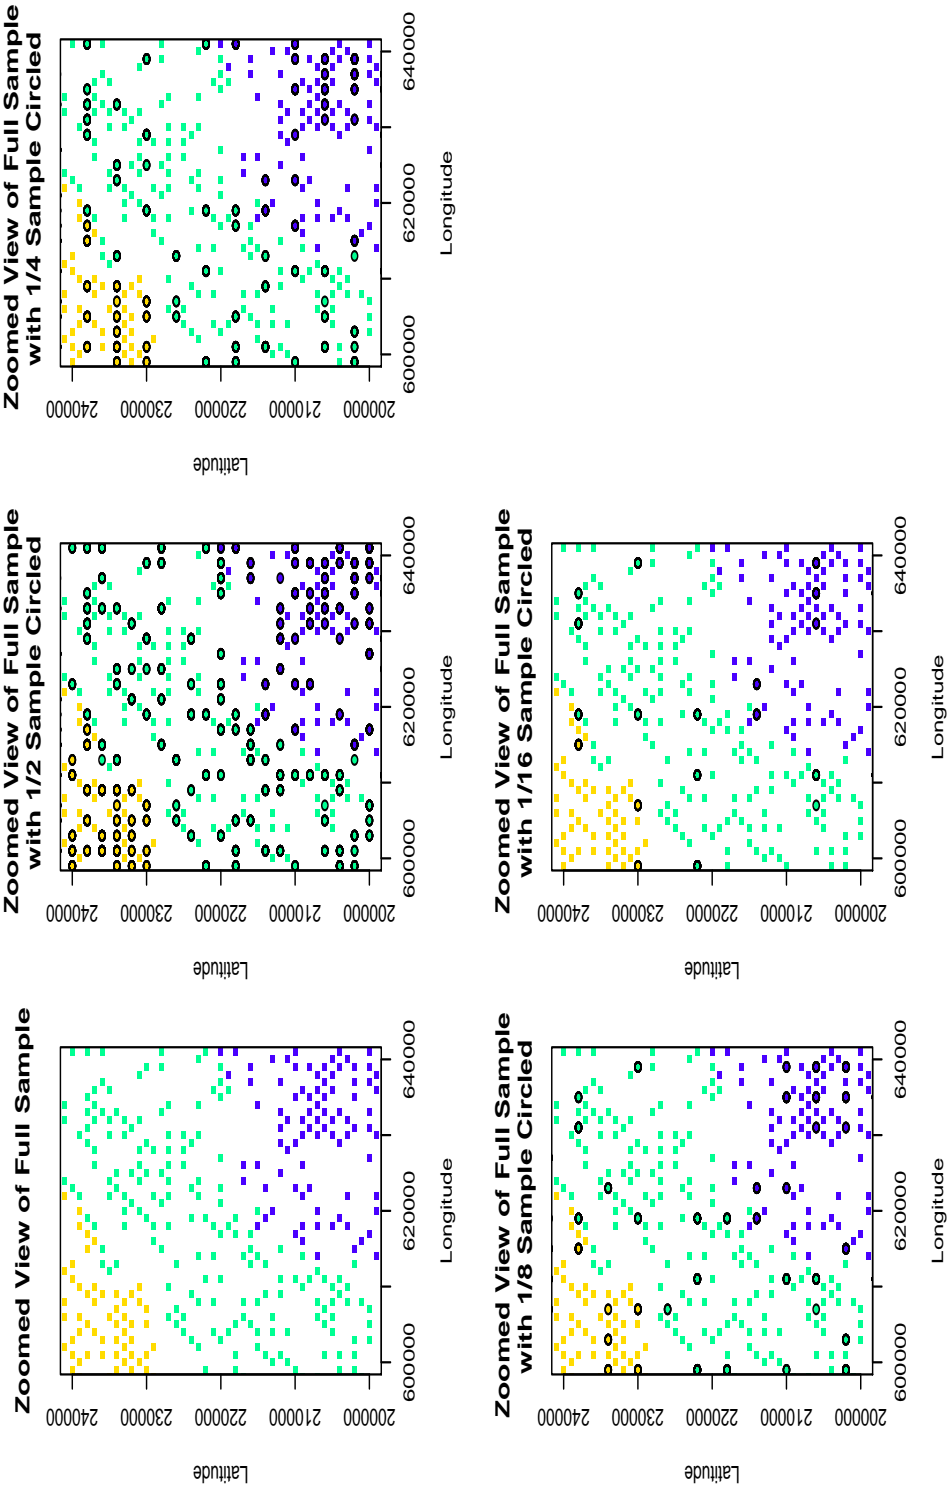 Zoomed View of Full Sample
Latitude
240000
230000
220000
210000
200000
600000 620000 640000
Longitude
Zoomed View of Full Sample
with 1/2 Sample Circled
Latitude
240000
230000
220000
210000
200000
600000 620000 640000
Longitude
Zoomed View of Full Sample
with 1/4 Sample Circled
Latitude
240000
230000
220000
210000
200000
600000 620000 640000
Longitude
Zoomed View of Full Sample
with 1/8 Sample Circled
Latitude
240000
230000
220000
210000
200000
600000 620000 640000
Longitude
Zoomed View of Full Sample
with 1/16 Sample Circled
Latitude
240000
230000
220000
210000
200000
600000 620000 640000
Longitude